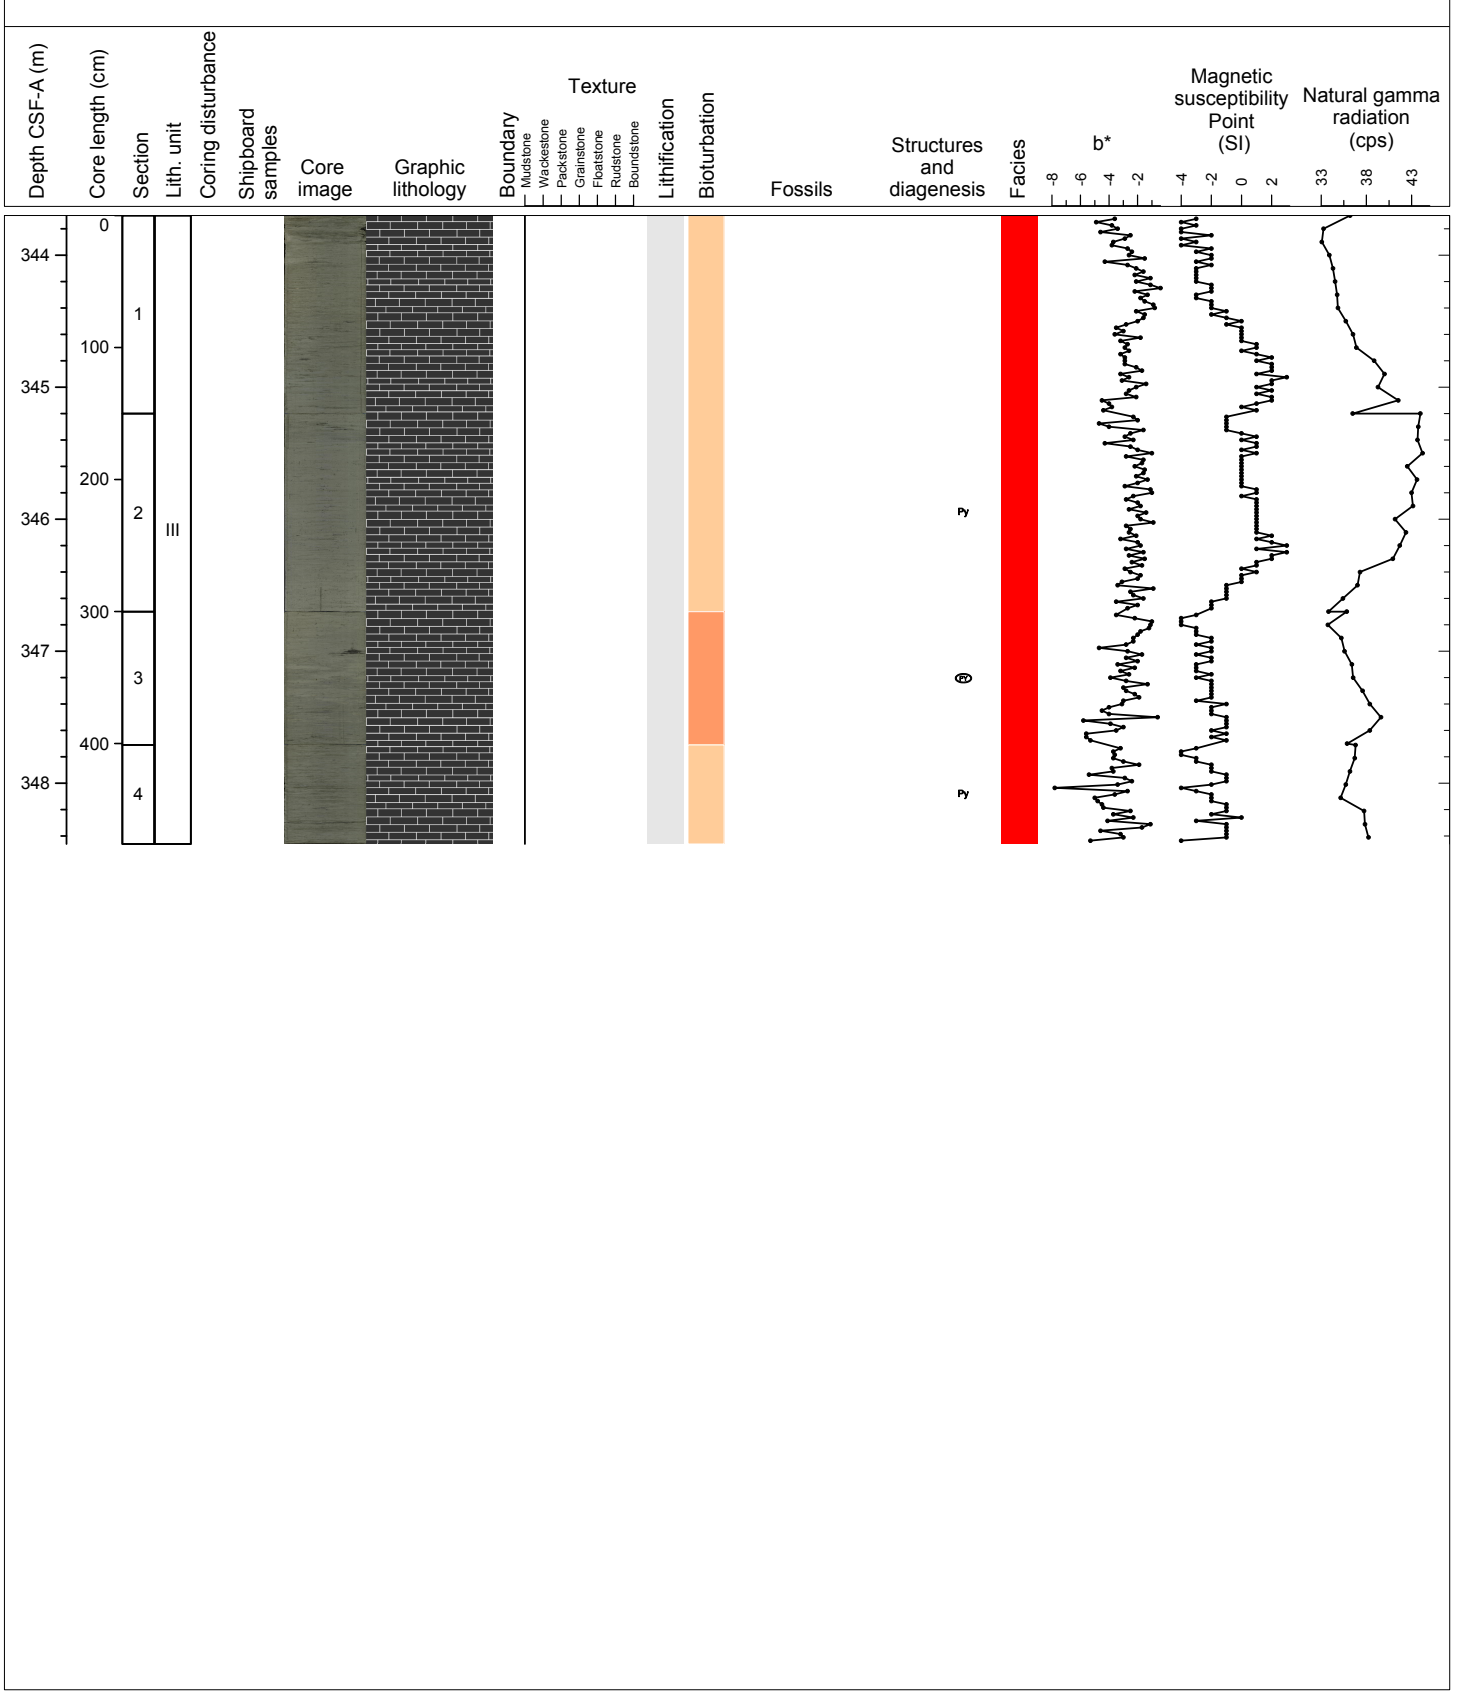 Depth CSF-A (m)
Core length (cm)
Section
Lith. unit
Coring disturbance
Shipboard
samples
Core
image
Graphic
lithology
Boundary
Texture
Mudstone
Wackestone
Packstone
Grainstone
Floatstone
Rudstone
Boundstone
Lithification
Bioturbation
Fossils
Structures
and
diagenesis
Facies
b*
-8 -6 -4 -2
Magnetic
susceptibility
Point
(SI)
-4 -2 0 2
Natural gamma
radiation
(cps)
33 38 43
0
344
1
100
345
200
2
346
III
Py
300
347
3
PY
400
348
4
Py